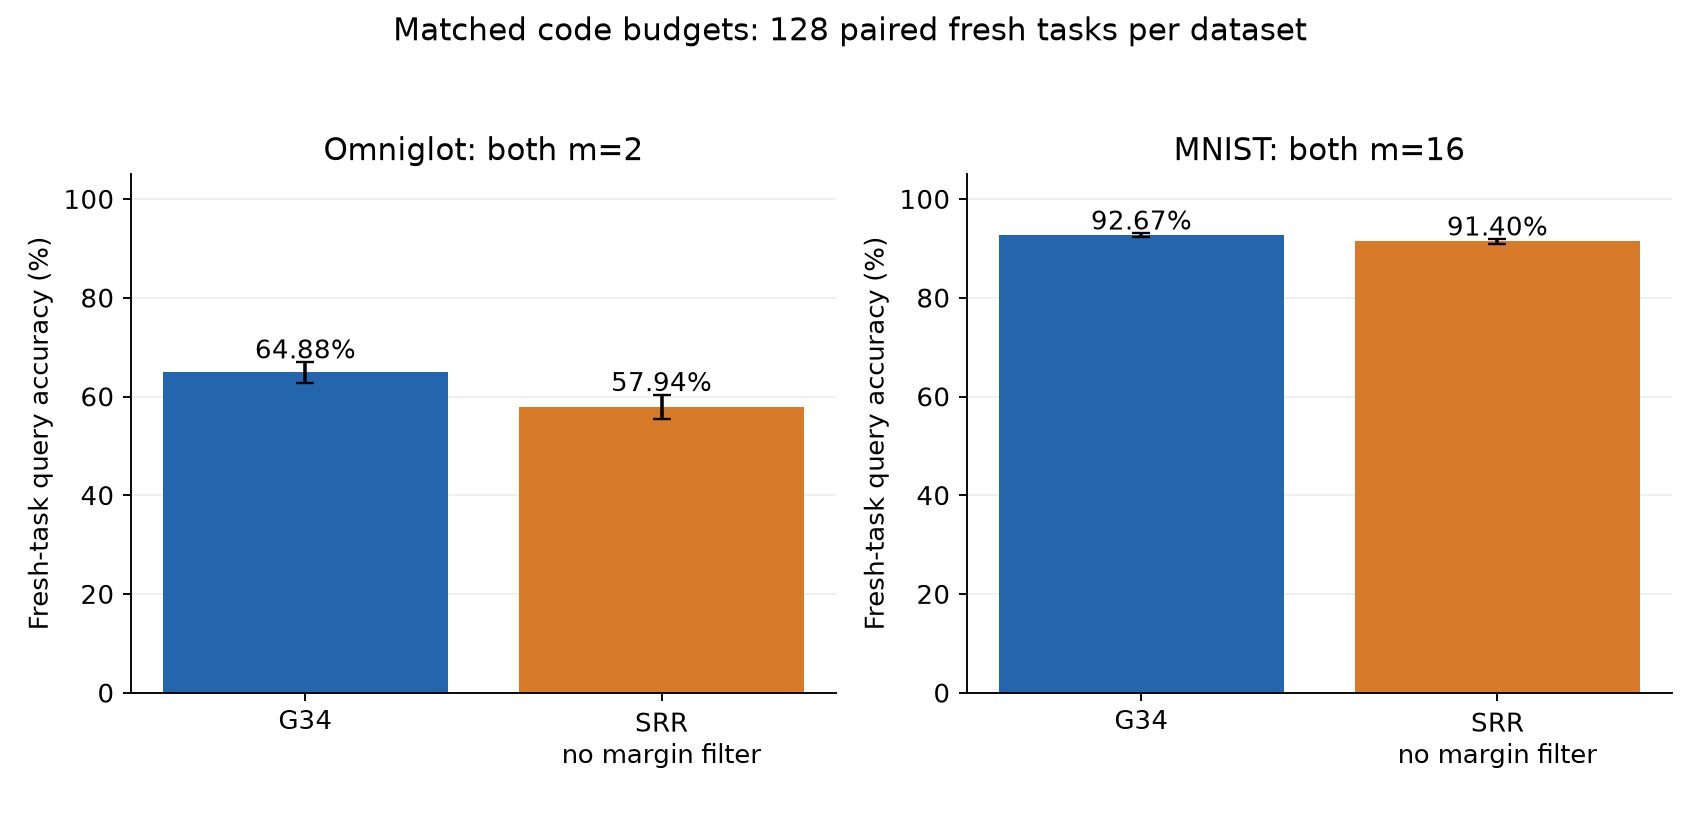 Matched code budgets: 128 paired fresh tasks per dataset
Omniglot: both m=2
Fresh-task query accuracy (%)
100
80
60
40
20
0
64.88%
57.94%
G34
SRR
no margin filter
MNIST: both m=16
Fresh-task query accuracy (%)
100
80
60
40
20
0
92.67%
91.40%
G34
SRR
no margin filter